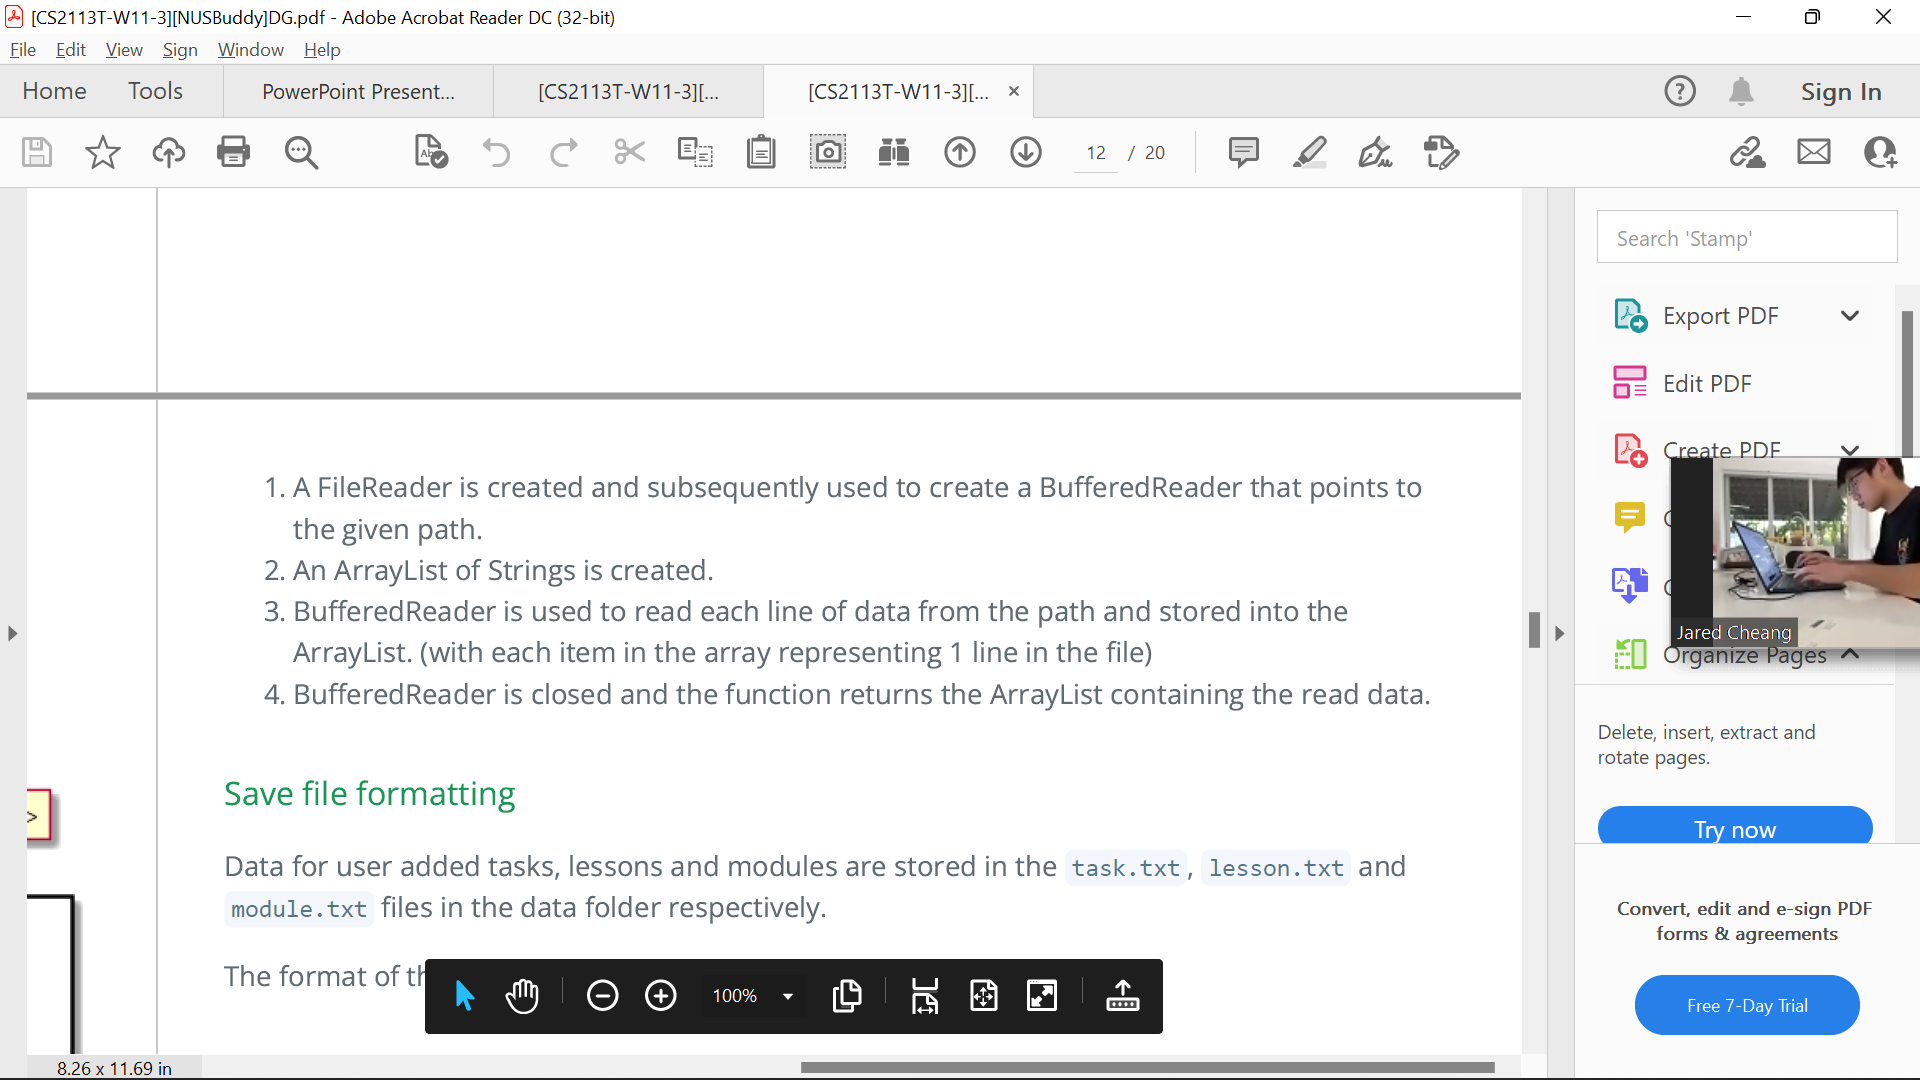 [CS2113T-W11-3][NUSBuddy]DG.pdf - Adobe Acrobat Reader DC (32-bit)
File Edit View Sign Window Help
Home Tools PowerPoint Present... [CS2113T-W11-3][... [CS2113T-W11-3][... × Sign In
12 / 20
Search 'Stamp'
Export PDF
Edit PDF
Create PDF
1. A FileReader is created and subsequently used to create a BufferedReader that points to
the given path.
2. An ArrayList of Strings is created.
3. BufferedReader is used to read each line of data from the path and stored into the
ArrayList. (with each item in the array representing 1 line in the file)
4. BufferedReader is closed and the function returns the ArrayList containing the read data.
Jared Cheang
Organize Pages
Delete, insert, extract and
rotate pages.
Try now
Save file formatting
>
Data for user added tasks, lessons and modules are stored in the task.txt, lesson.txt and
module.txt files in the data folder respectively.
Convert, edit and e-sign PDF
forms & agreements
Free 7-Day Trial
The format of
100%
8.26 x 11.69 in